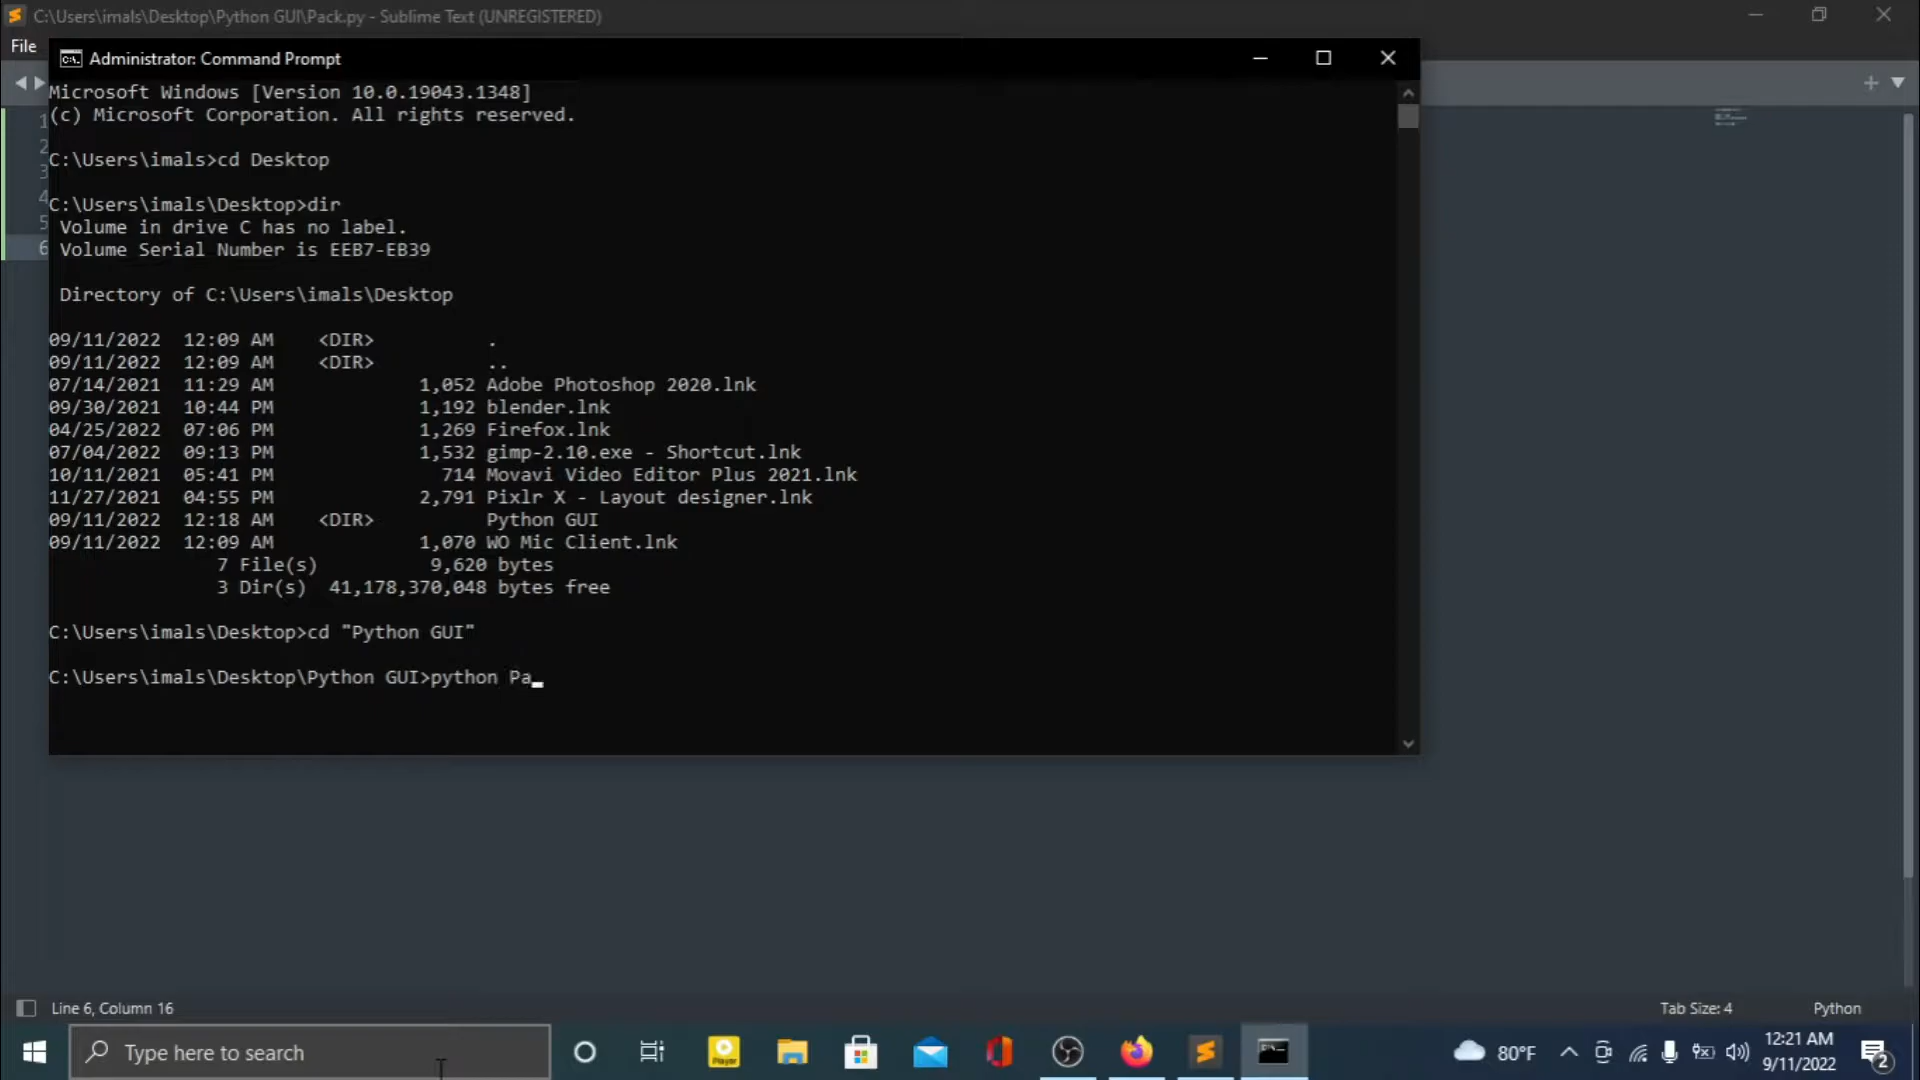 C:\Users\imals\Desktop\Python GUI\Pack.py - Sublime Text (UNREGISTERED)
File
Administrator: Command Prompt
Microsoft Windows [Version 10.0.19043.1348]
(c) Microsoft Corporation. All rights reserved.
C:\Users\imals>cd Desktop
C:\Users\imals\Desktop>dir
Volume in drive C has no label.
Volume Serial Number is EEB7-EB39
Directory of C:\Users\imals\Desktop
09/11/2022  12:09 AM    <DIR>          .
09/11/2022  12:09 AM    <DIR>          ..
07/14/2021  11:29 AM             1,052 Adobe Photoshop 2020.lnk
09/30/2021  10:44 PM             1,192 blender.lnk
04/25/2022  07:06 PM             1,269 Firefox.lnk
07/04/2022  09:13 PM             1,532 gimp-2.10.exe - Shortcut.lnk
10/11/2021  05:41 PM               714 Movavi Video Editor Plus 2021.lnk
11/27/2021  04:55 PM             2,791 Pixlr X - Layout designer.lnk
09/11/2022  12:18 AM    <DIR>          Python GUI
09/11/2022  12:09 AM             1,070 WO Mic Client.lnk
7 File(s)          9,620 bytes
3 Dir(s)  41,178,370,048 bytes free
C:\Users\imals\Desktop>cd "Python GUI"
C:\Users\imals\Desktop\Python GUI>python Pa_
1
2
3
4
5
6
Line 6, Column 16
Tab Size: 4
Python
Type here to search
Player
80°F
12:21 AM
9/11/2022
2